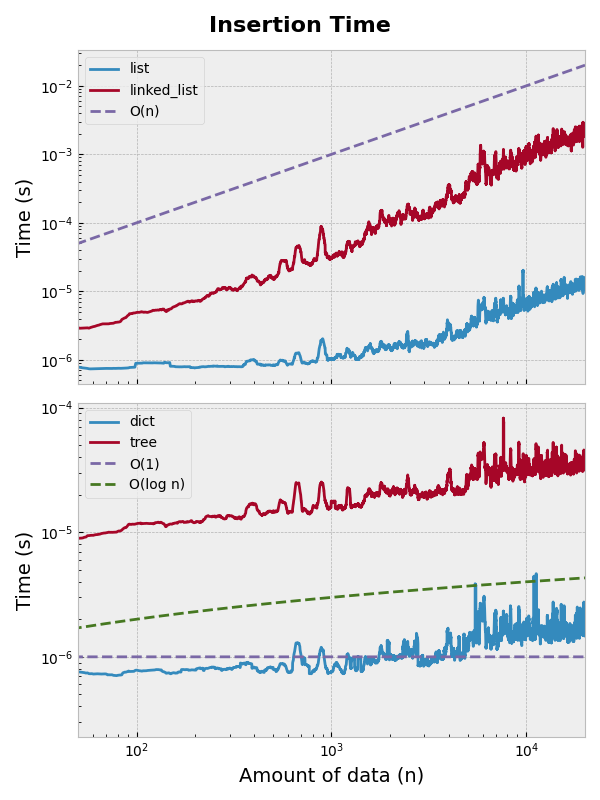 Insertion Time
list
linked_list
O(n)
10⁻²
10⁻³
10⁻⁴
10⁻⁵
10⁻⁶
Time (s)
dict
tree
O(1)
O(log n)
10⁻⁴
10⁻⁵
10⁻⁶
Time (s)
10² 10³ 10⁴
Amount of data (n)